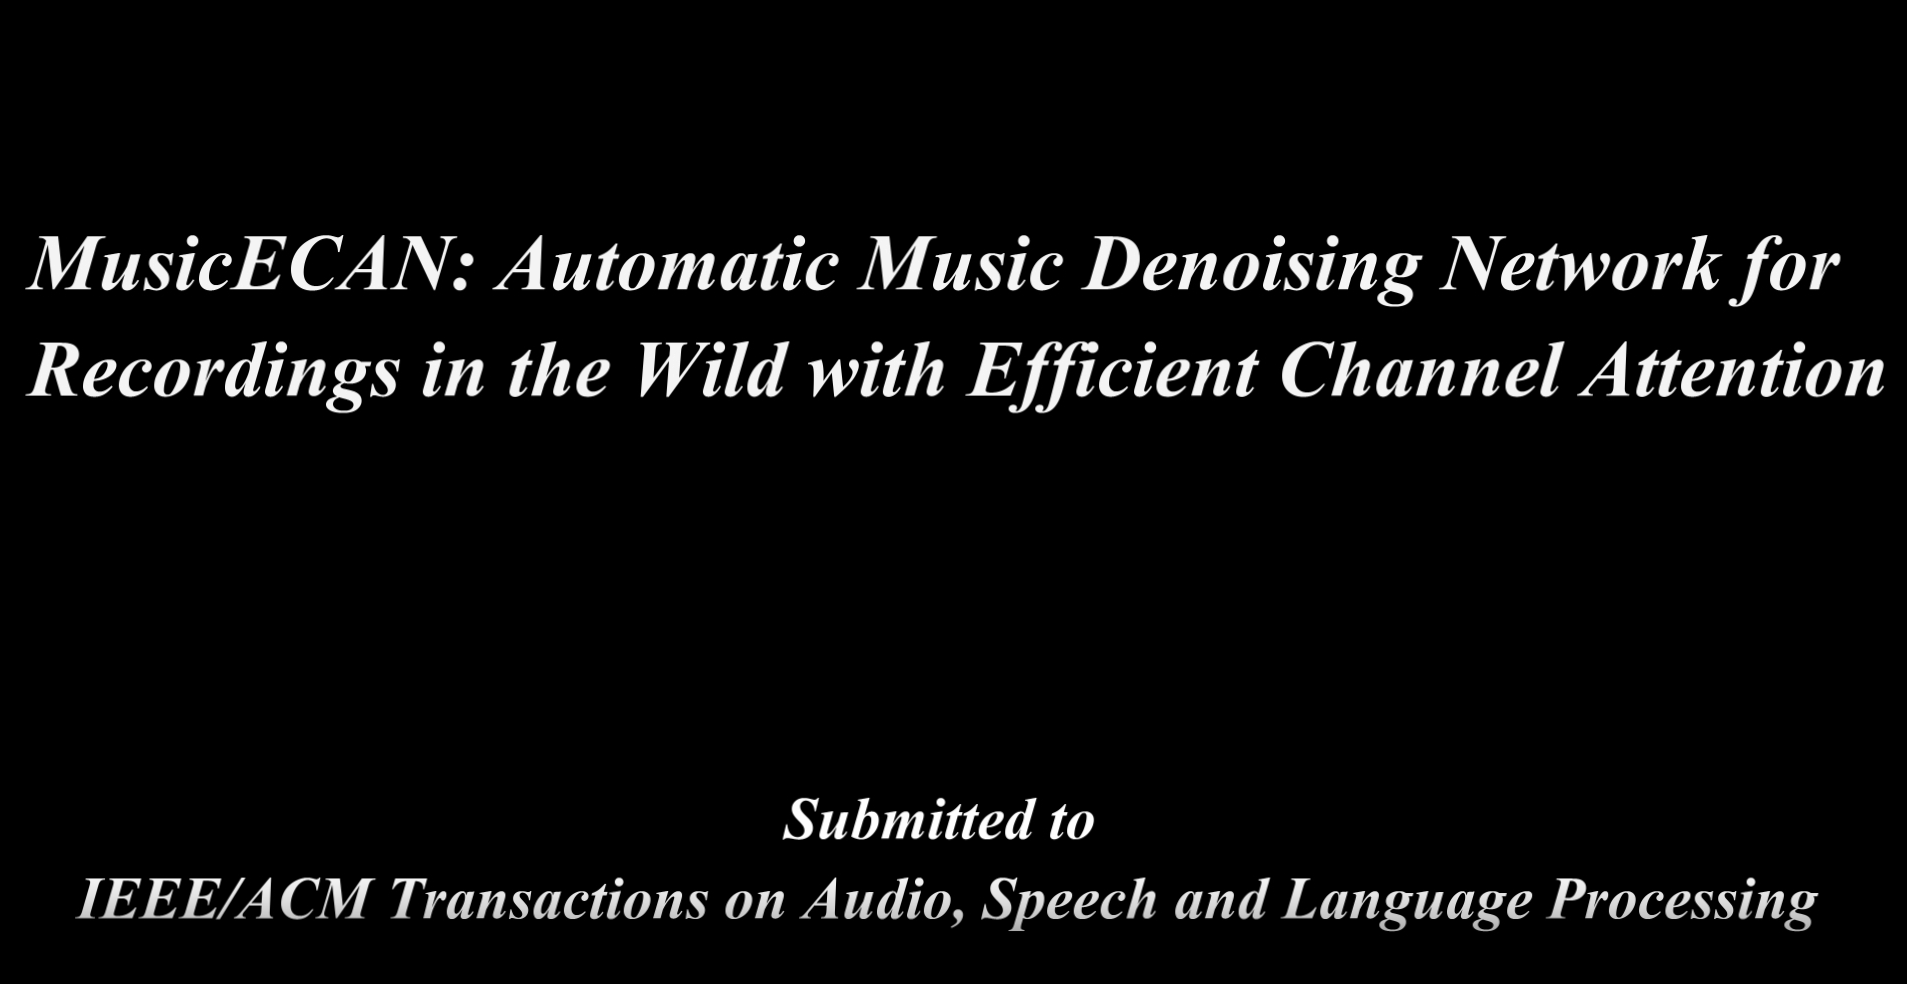 MusicECAN: Automatic Music Denoising Network for
Recordings in the Wild with Efficient Channel Attention
Submitted to
IEEE/ACM Transactions on Audio, Speech and Language Processing